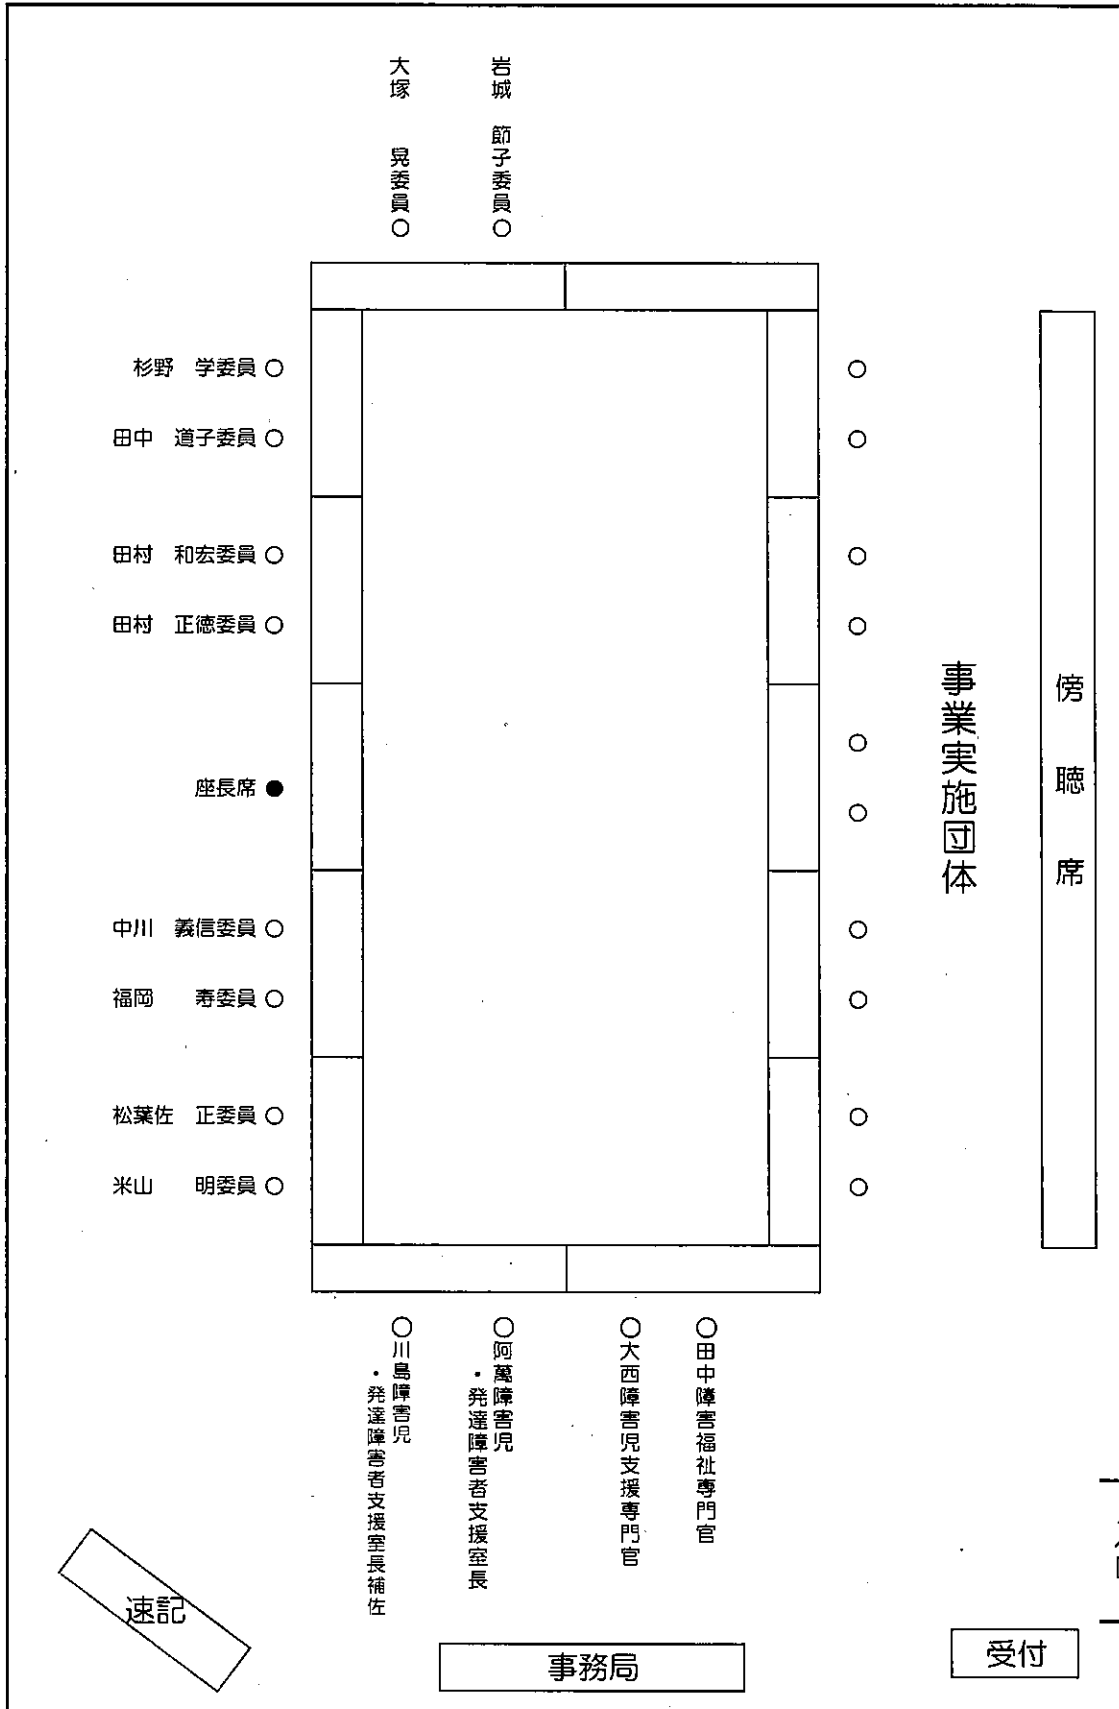 大塚　晃委員○
岩城　節子委員○
杉野　学委員○
田中　道子委員○
田村　和宏委員○
田村　正徳委員○
座長席●
中川　義信委員○
福岡　寿委員○
松葉佐　正委員○
米山　明委員○
事業実施団体
傍聴席
○川島障害児
・発達障害者支援室長補佐
○阿萬障害児
・発達障害者支援室長
○大西障害児支援専門官
○田中障害福祉専門官
速記
事務局
受付